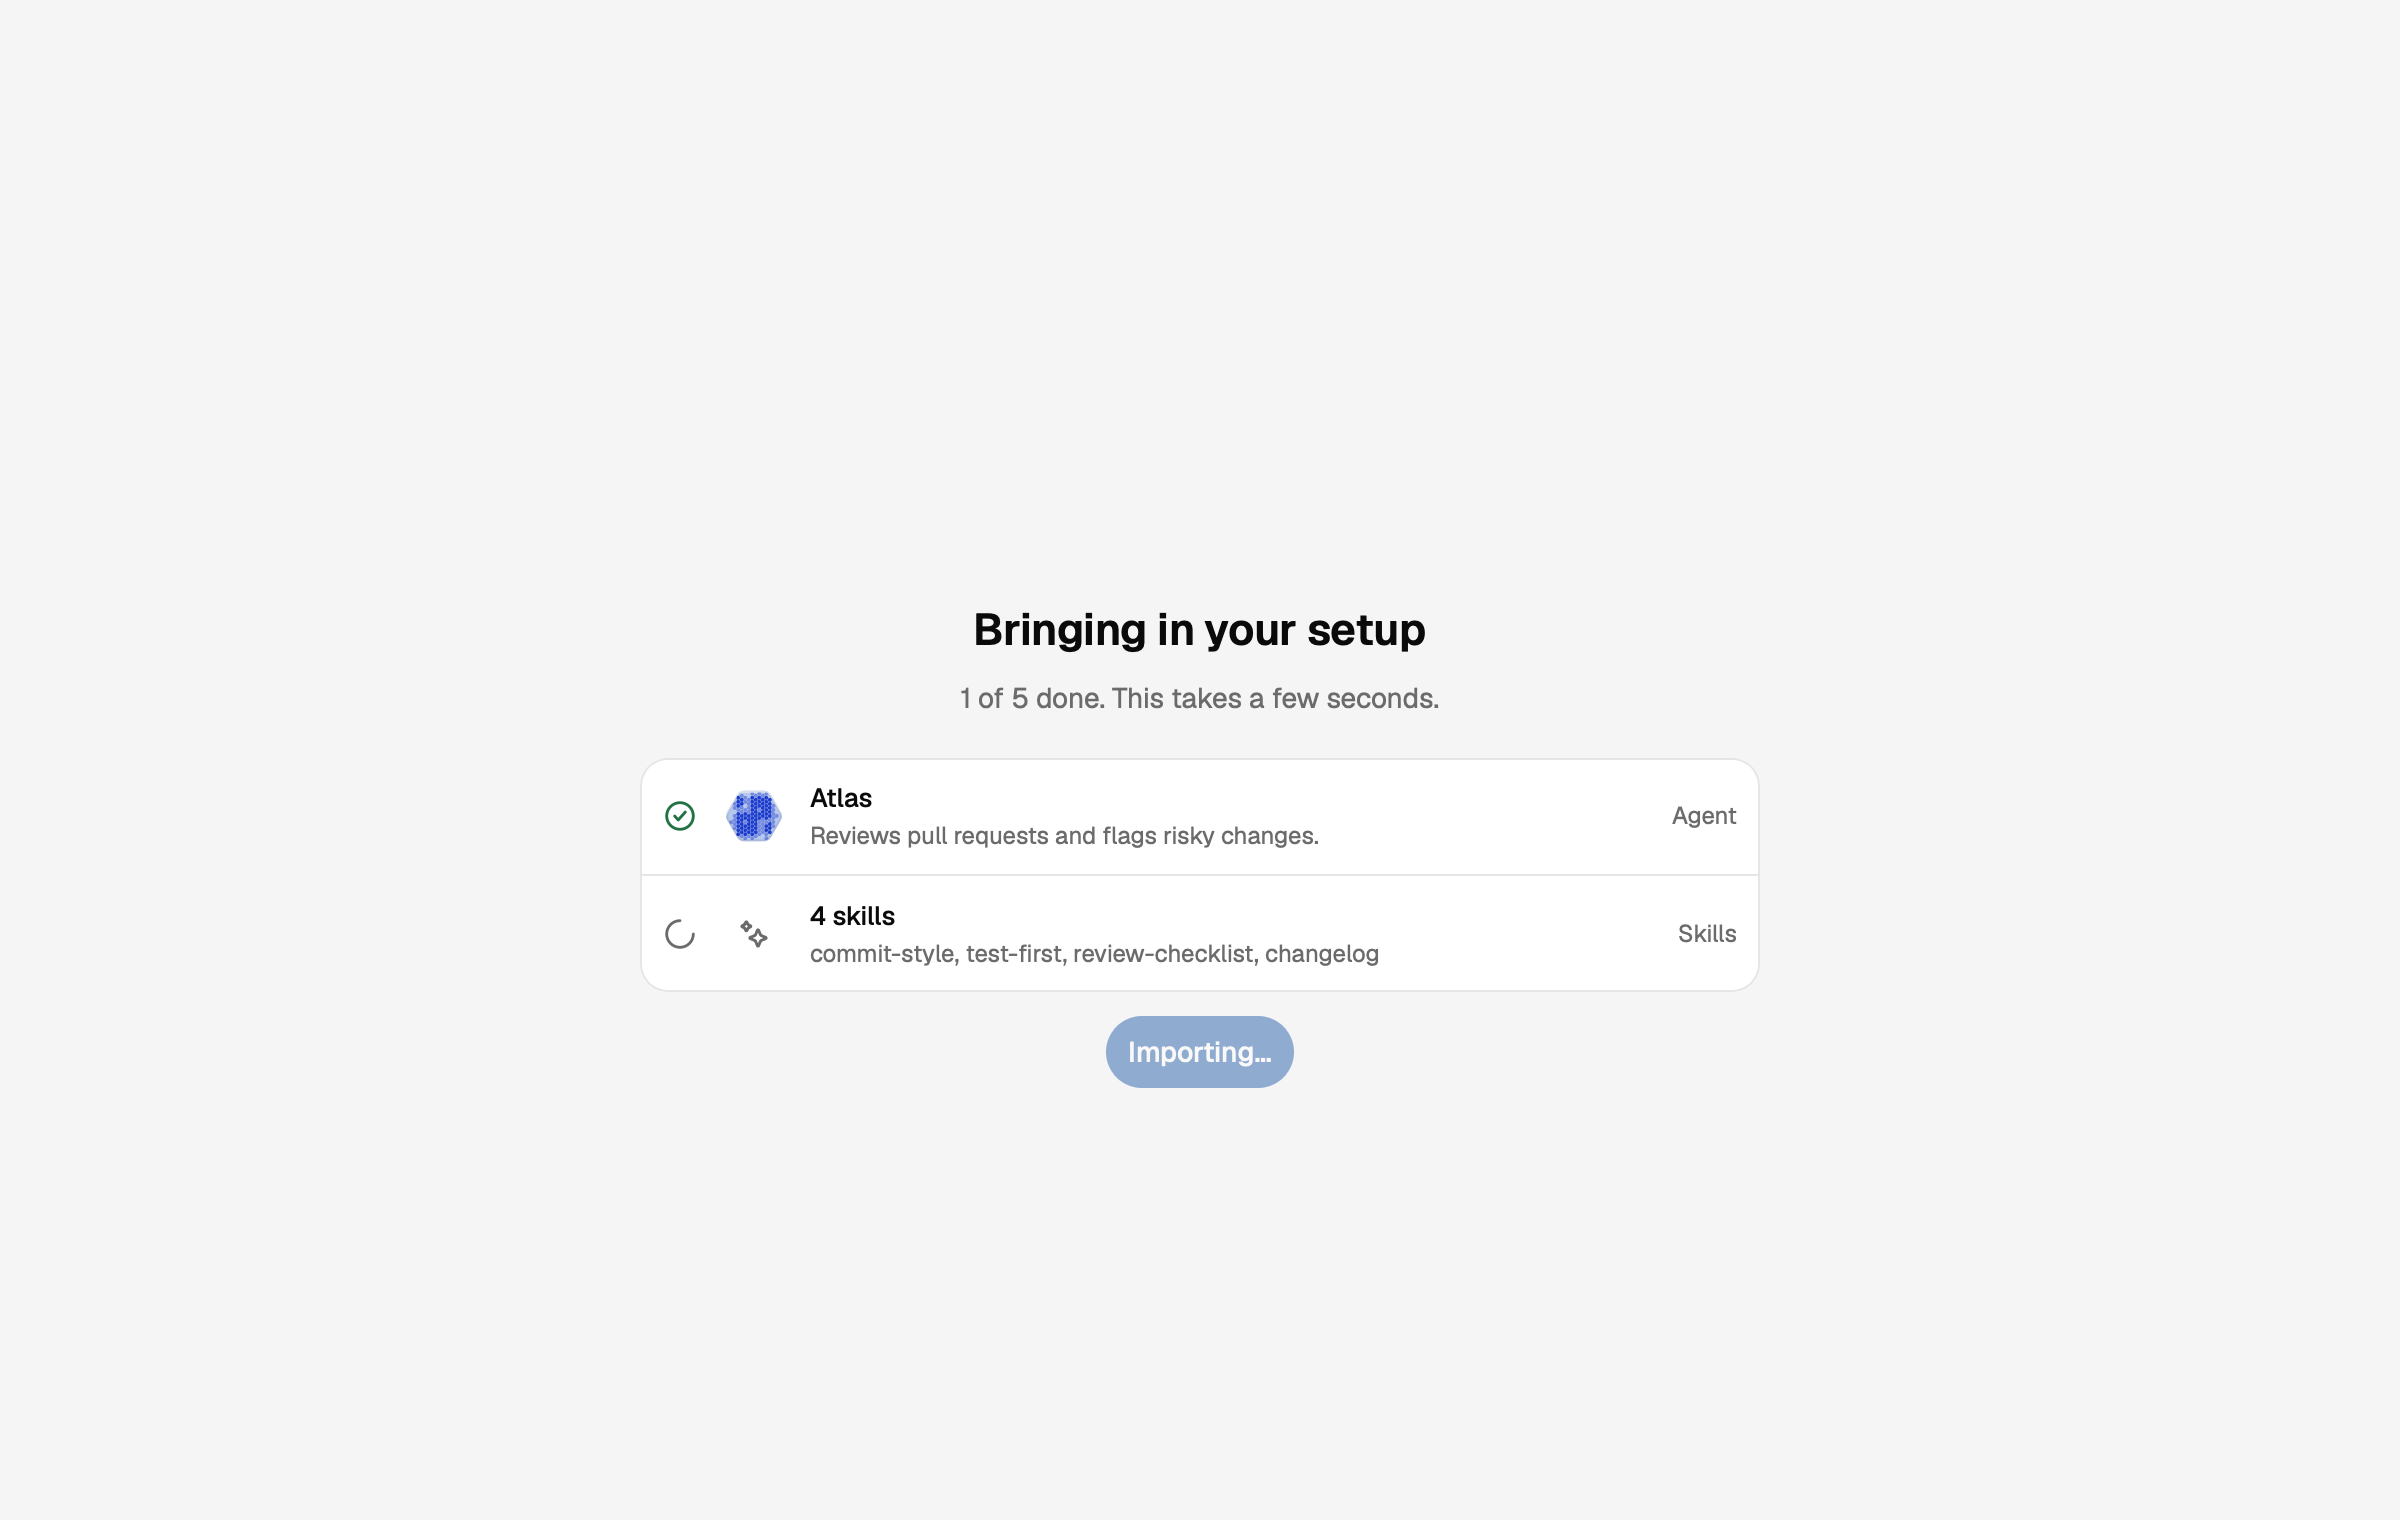 Bringing in your setup
1 of 5 done. This takes a few seconds.
Atlas
Reviews pull requests and flags risky changes.
Agent
4 skills
commit-style, test-first, review-checklist, changelog
Skills
Importing...